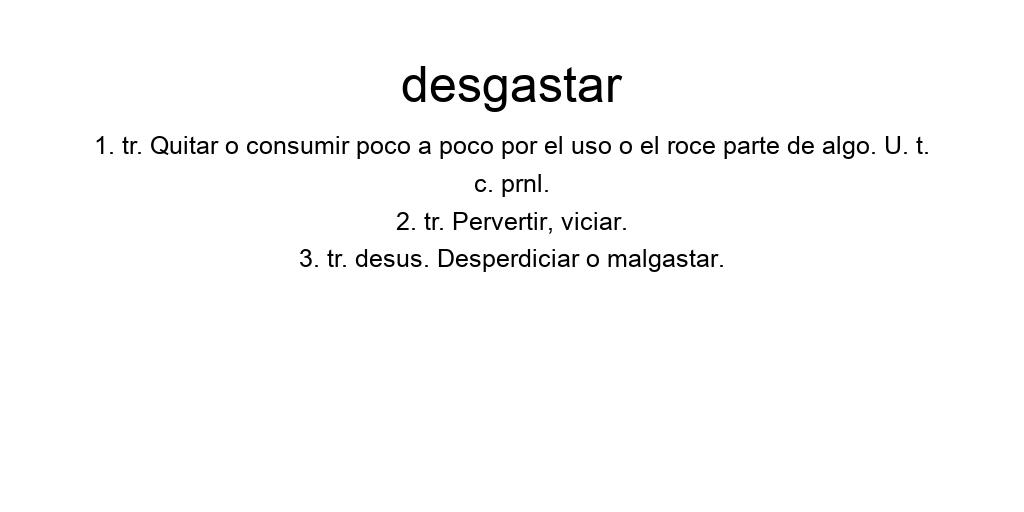 desgastar
1. tr. Quitar o consumir poco a poco por el uso o el roce parte de algo. U. t.
c. prnl.
2. tr. Pervertir, viciar.
3. tr. desus. Desperdiciar o malgastar.